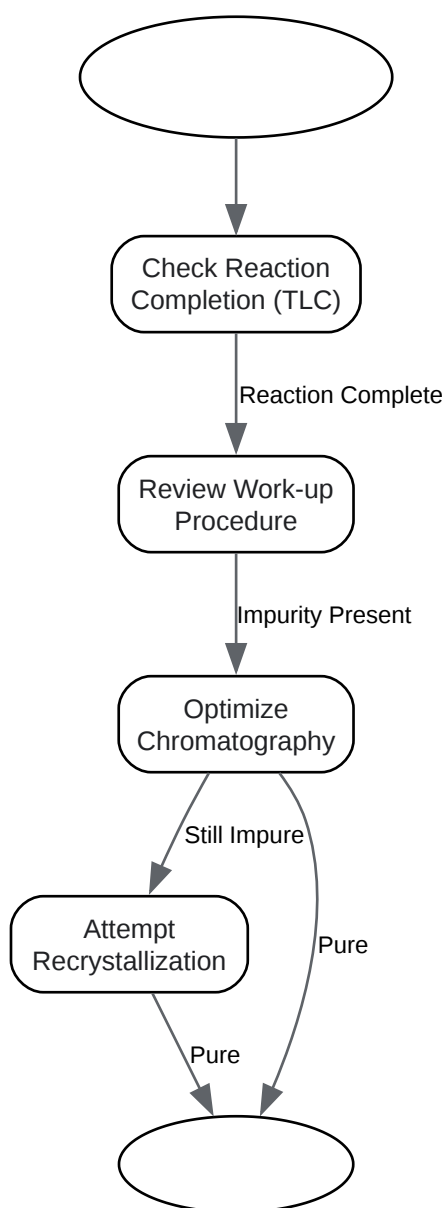 Check Reaction
Completion (TLC)
Reaction Complete
Review Work-up
Procedure
Impurity Present
Optimize
Chromatography
Still Impure
Attempt
Recrystallization
Pure
Pure